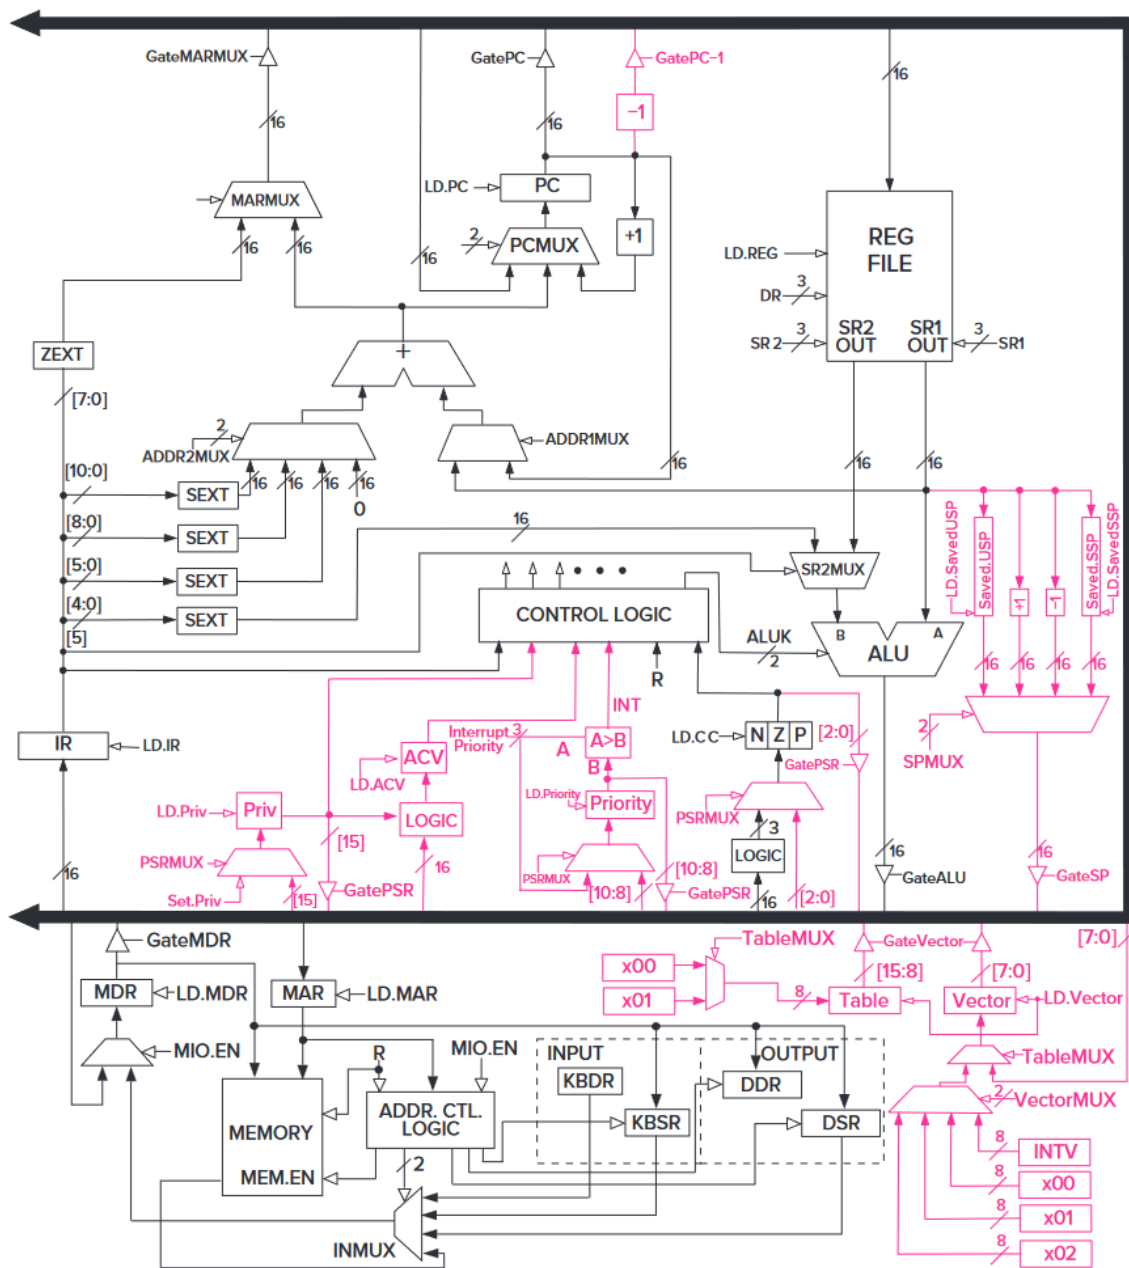 GateMARMUX
GatePC
GatePC-1
16
-1
16
16
LD.PC
PC
MARMUX
2
PCMUX
+1
REG
FILE
LD.REG
16
16
16
DR
3
SR2
3
SR2
OUT
SR1
OUT
3
SR1
ZEXT
+
[7:0]
2
ADDR2MUX
ADDR1MUX
[10:0]
16
16
16
16
16
16
16
SEXT
0
[8:0]
SEXT
16
[5:0]
SEXT
SR2MUX
LD.SavedUSP
Saved.USP
+1
-1
Saved.SSP
LD.SavedSSP
[4:0]
SEXT
[5]
CONTROL LOGIC
ALUK
2
B
A
ALU
16
16
16
16
R
INT
IR
LD.IR
Interrupt
Priority
3
A
A>B
B
LD.CC
N
Z
P
[2:0]
2
SPMUX
ACV
LD.ACV
GatePSR
LD.Priv
Priv
LOGIC
LD.Priority
Priority
PSRMUX
[15]
3
LOGIC
16
PSRMUX
16
GatePSR
PSRMUX
[10:8]
[10:8]
GatePSR
16
GateALU
16
GateSP
Set.Priv
[15]
16
[2:0]
GateMDR
TableMUX
GateVector
[7:0]
x00
[15:8]
[7:0]
MDR
LD.MDR
MAR
LD.MAR
x01
8
Table
Vector
LD.Vector
MIO.EN
R
MIO.EN
INPUT
OUTPUT
TableMUX
KBDR
DDR
2
VectorMUX
MEMORY
ADDR. CTL.
LOGIC
KBSR
DSR
8
INTV
MEM.EN
2
8
x00
8
x01
INMUX
8
x02